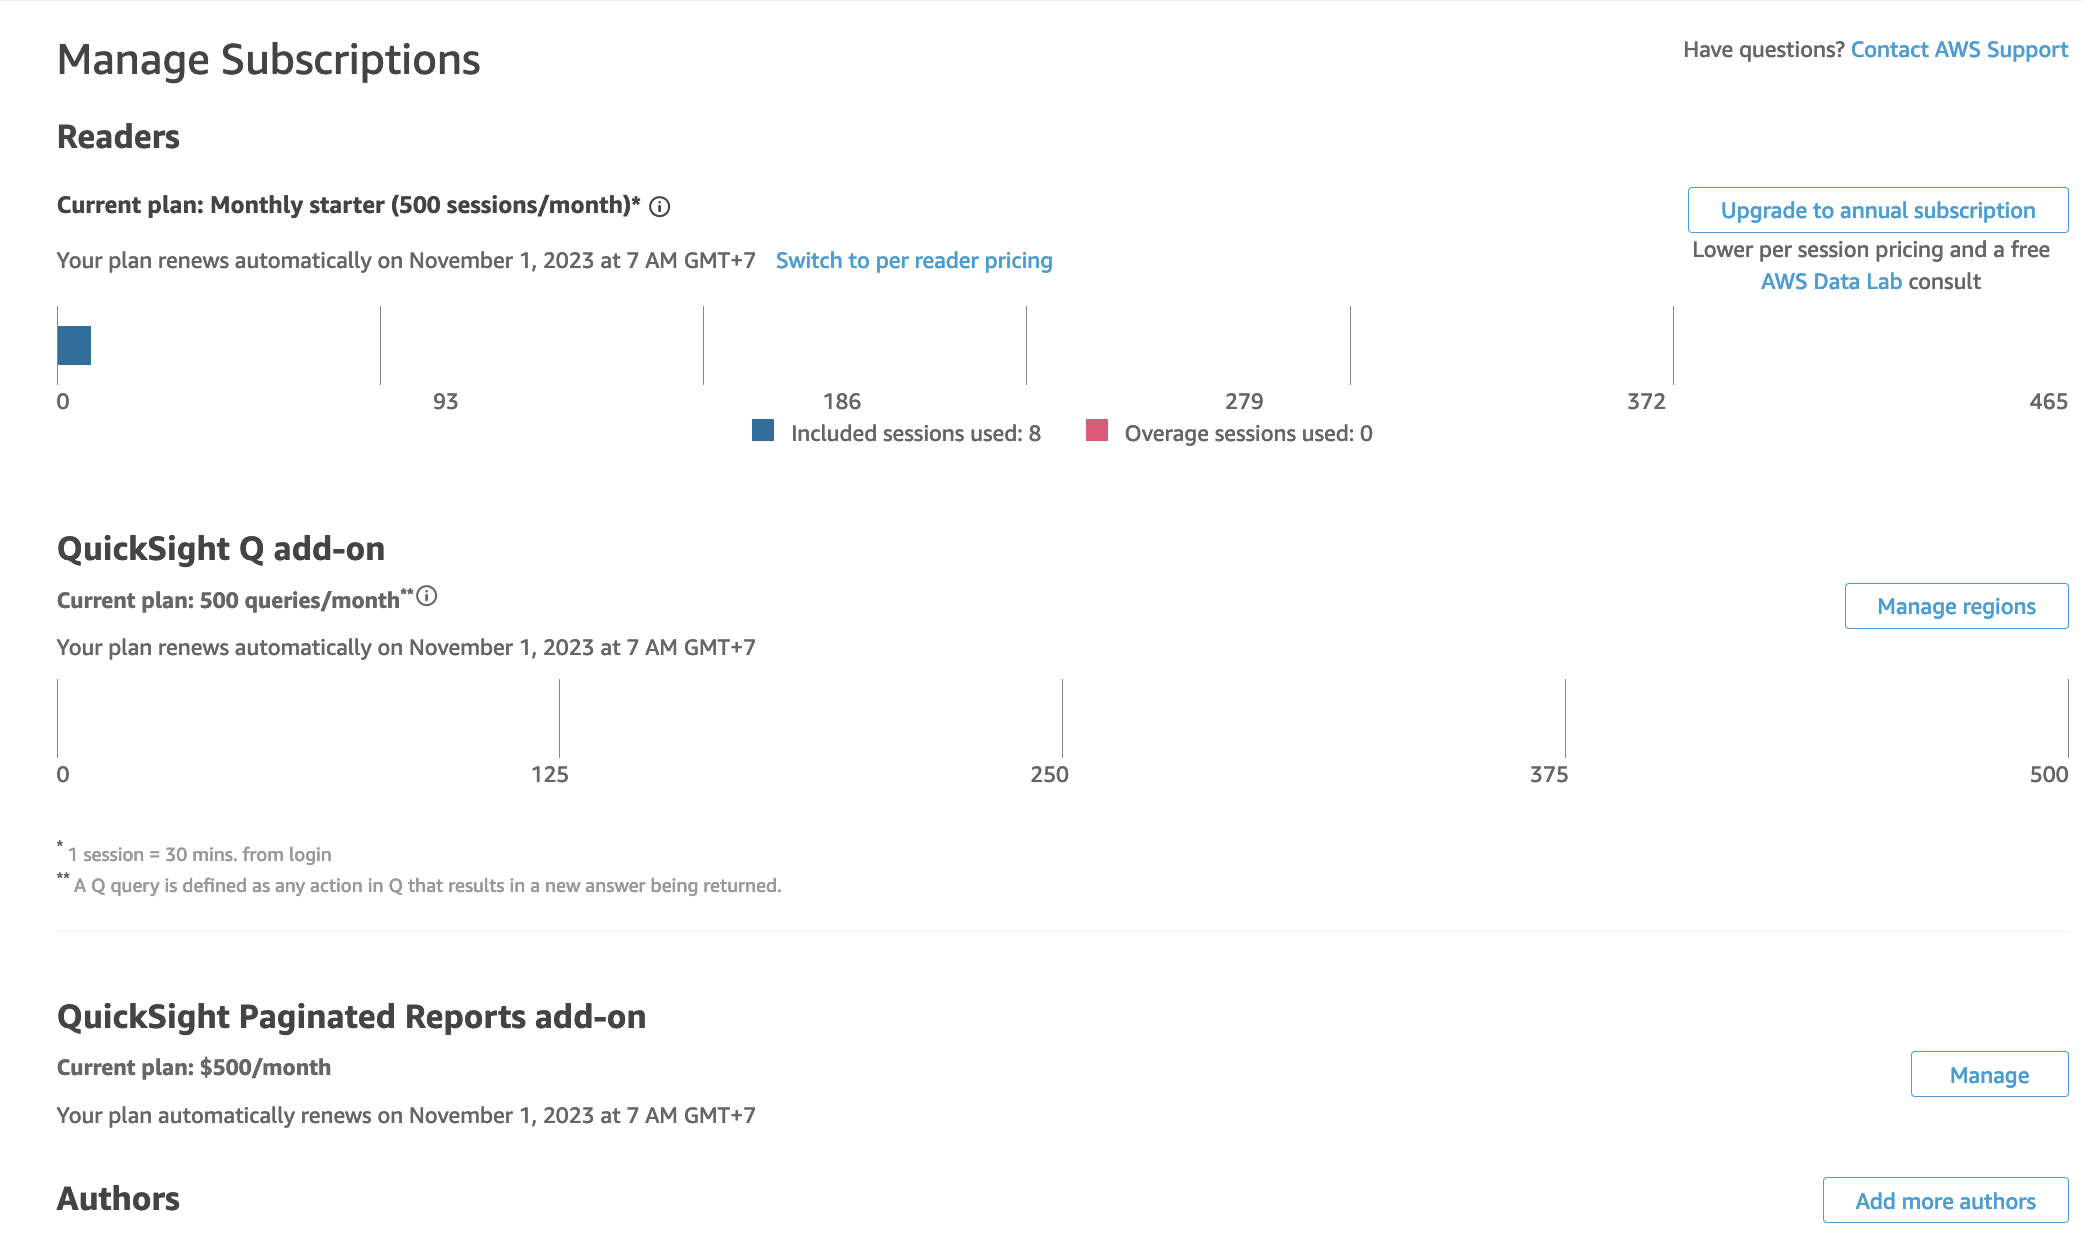 Manage Subscriptions
Have questions? Contact AWS Support
Readers
Current plan: Monthly starter (500 sessions/month)*
Upgrade to annual subscription
Your plan renews automatically on November 1, 2023 at 7 AM GMT+7 Switch to per reader pricing
Lower per session pricing and a free
AWS Data Lab consult
0 93 186 279 372 465
Included sessions used: 8 Overage sessions used: 0
QuickSight Q add-on
Current plan: 500 queries/month**
Manage regions
Your plan renews automatically on November 1, 2023 at 7 AM GMT+7
0 125 250 375 500
* 1 session = 30 mins. from login
** A Q query is defined as any action in Q that results in a new answer being returned.
QuickSight Paginated Reports add-on
Current plan: $500/month
Manage
Your plan automatically renews on November 1, 2023 at 7 AM GMT+7
Authors
Add more authors